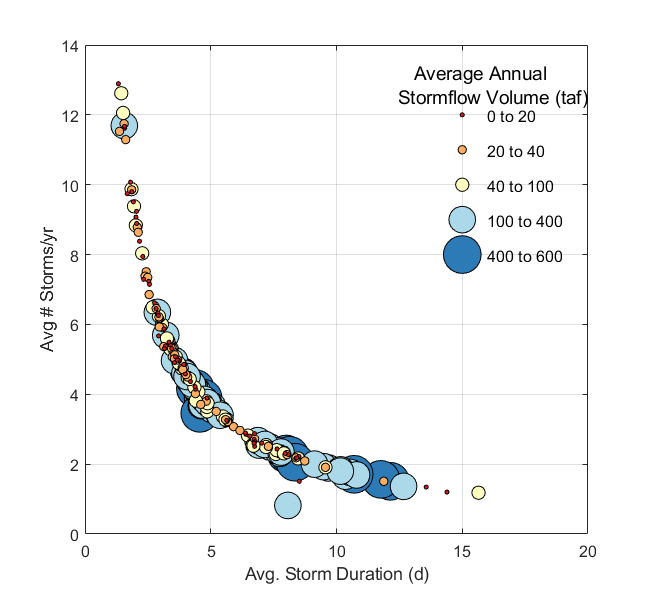 14
12
10
8
6
4
2
0
Avg # Storms/yr
0 5 10 15 20
Avg. Storm Duration (d)
Average Annual
Stormflow Volume (taf)
0 to 20
20 to 40
40 to 100
100 to 400
400 to 600